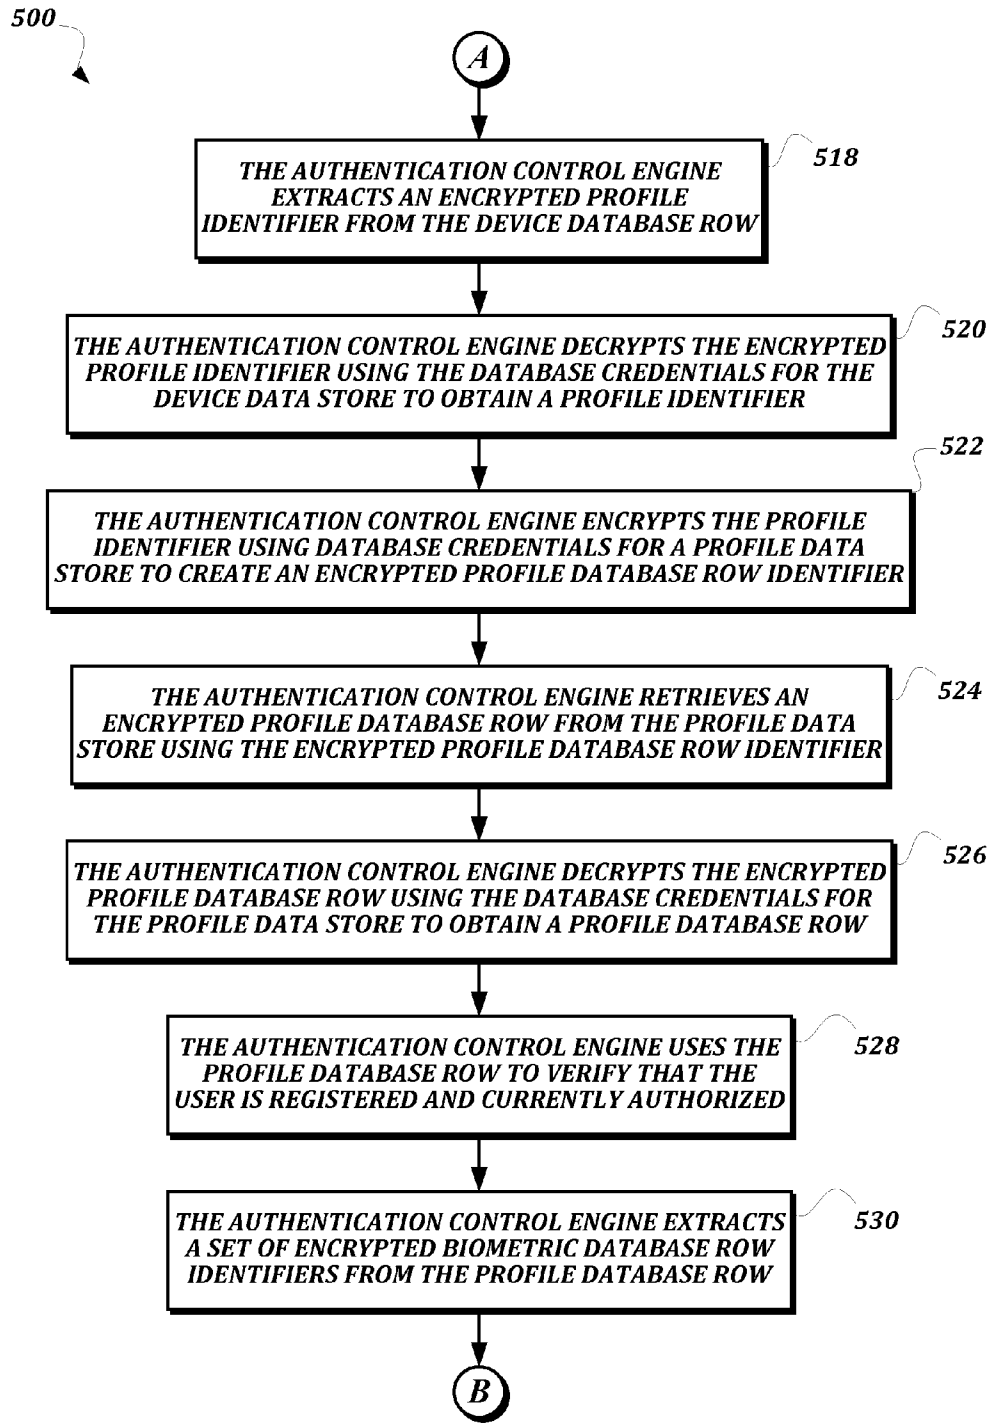 500
A
THE AUTHENTICATION CONTROL ENGINE
EXTRACTS AN ENCRYPTED PROFILE
IDENTIFIER FROM THE DEVICE DATABASE ROW
518
THE AUTHENTICATION CONTROL ENGINE DECRYPTS THE ENCRYPTED
PROFILE IDENTIFIER USING THE DATABASE CREDENTIALS FOR THE
DEVICE DATA STORE TO OBTAIN A PROFILE IDENTIFIER
520
THE AUTHENTICATION CONTROL ENGINE ENCRYPTS THE PROFILE
IDENTIFIER USING DATABASE CREDENTIALS FOR A PROFILE DATA
STORE TO CREATE AN ENCRYPTED PROFILE DATABASE ROW IDENTIFIER
522
THE AUTHENTICATION CONTROL ENGINE RETRIEVES AN
ENCRYPTED PROFILE DATABASE ROW FROM THE PROFILE DATA
STORE USING THE ENCRYPTED PROFILE DATABASE ROW IDENTIFIER
524
THE AUTHENTICATION CONTROL ENGINE DECRYPTS THE ENCRYPTED
PROFILE DATABASE ROW USING THE DATABASE CREDENTIALS FOR
THE PROFILE DATA STORE TO OBTAIN A PROFILE DATABASE ROW
526
THE AUTHENTICATION CONTROL ENGINE USES THE
PROFILE DATABASE ROW TO VERIFY THAT THE
USER IS REGISTERED AND CURRENTLY AUTHORIZED
528
THE AUTHENTICATION CONTROL ENGINE EXTRACTS
A SET OF ENCRYPTED BIOMETRIC DATABASE ROW
IDENTIFIERS FROM THE PROFILE DATABASE ROW
530
B